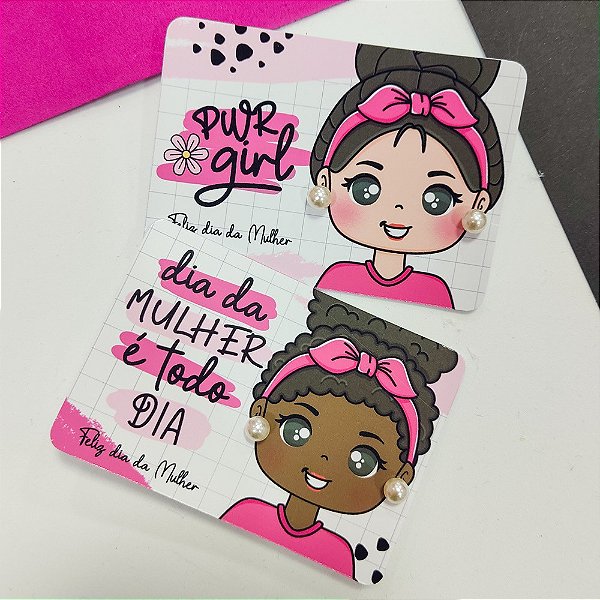 PWR
girl
Feliz dia da Mulher
dia da
MULHER
é Todo
DIA
Feliz dia da Mulher